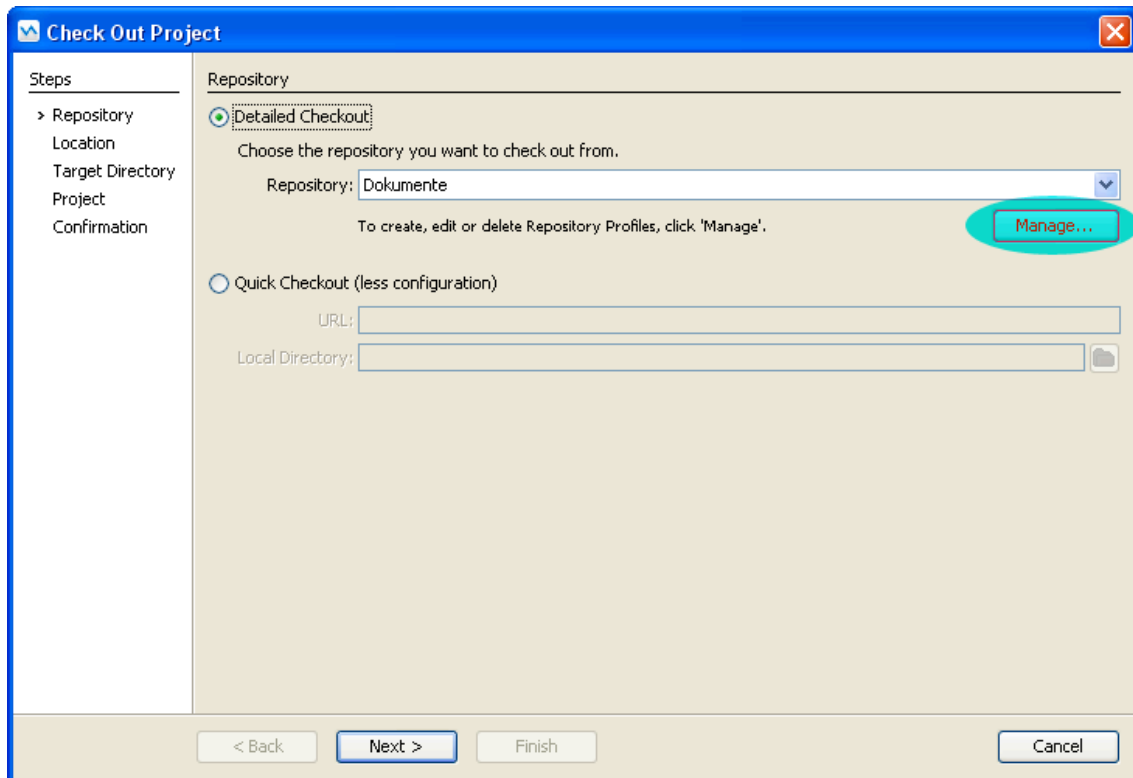 Check Out Project
Steps
> Repository
Location
Target Directory
Project
Confirmation
Repository
Detailed Checkout
Choose the repository you want to check out from.
Repository: Dokumente
To create, edit or delete Repository Profiles, click 'Manage'.
Manage...
Quick Checkout (less configuration)
URL:
Local Directory:
< Back
Next >
Finish
Cancel